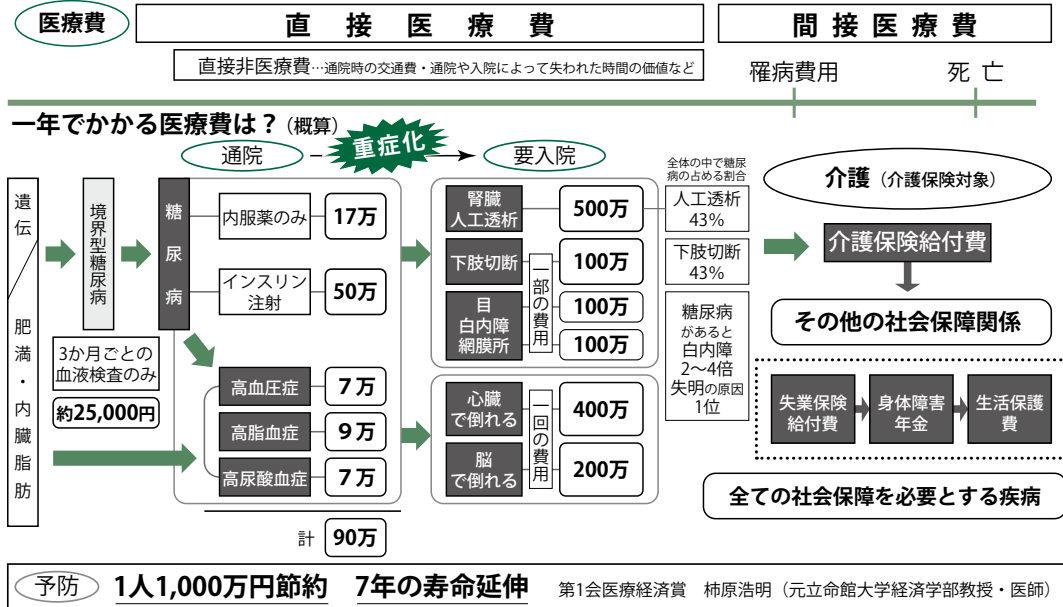 医療費
直接医療費
間接医療費
直接非医療費…通院時の交通費・通院や入院によって失われた時間の価値など
罹病費用
死亡
一年でかかる医療費は？（概算）
通院
重症化
要入院
遺伝
肥満・内臓脂肪
境界型糖尿病
3か月ごとの
血液検査のみ
約25,000円
糖尿病
内服薬のみ
17万
インスリン
注射
50万
高血圧症
7万
高脂血症
9万
高尿酸血症
7万
計
90万
腎臓
人工透析
500万
下肢切断
100万
目
白内障
網膜所
一部の費用
100万
100万
心臓
で倒れる
400万
脳
で倒れる
200万
一回の費用
全体の中で糖尿
病の占める割合
人工透析
43%
下肢切断
43%
糖尿病
があると
白内障
2〜4倍
失明の原因
1位
介護（介護保険対象）
介護保険給付費
その他の社会保障関係
失業保険
給付費
身体障害
年金
生活保護
費
全ての社会保障を必要とする疾病
予防
1人1,000万円節約
7年の寿命延伸
第1会医療経済賞 柿原浩明（元立命館大学経済学部教授・医師）